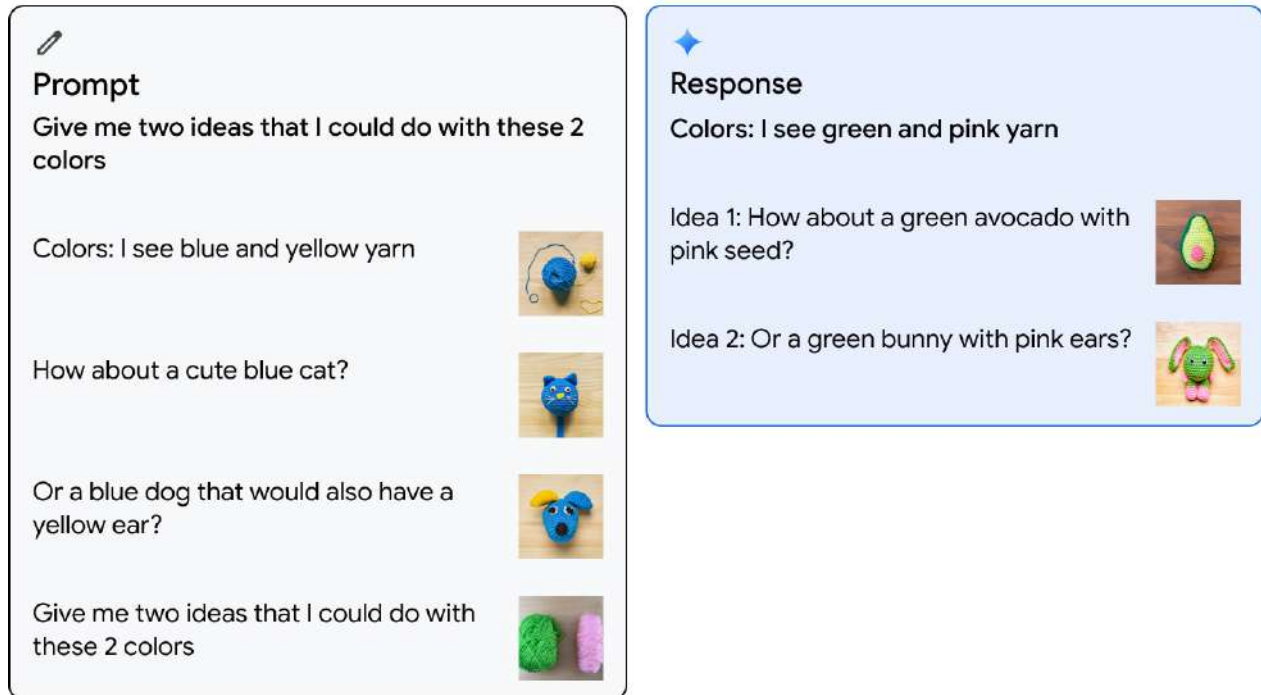 Prompt
Give me two ideas that I could do with these 2
colors
Colors: I see blue and yellow yarn
How about a cute blue cat?
Or a blue dog that would also have a
yellow ear?
Give me two ideas that I could do with
these 2 colors
Response
Colors: I see green and pink yarn
Idea 1: How about a green avocado with
pink seed?
Idea 2: Or a green bunny with pink ears?